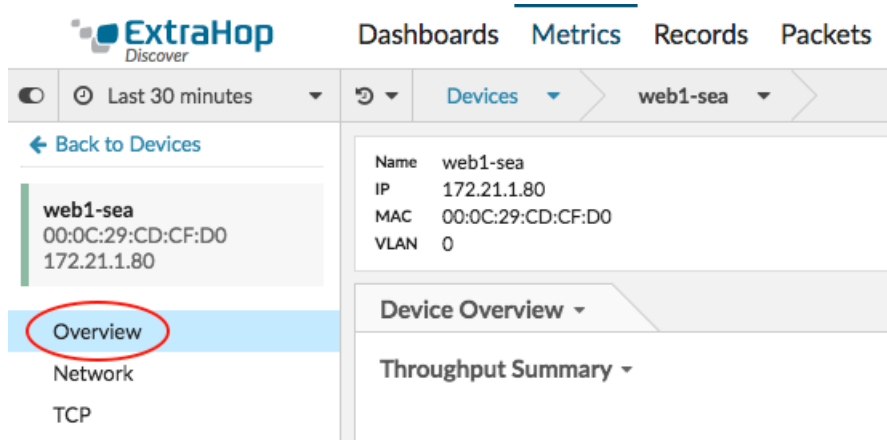 ExtraHop
Discover
Dashboards Metrics Records Packets
Last 30 minutes
Devices web1-sea
Back to Devices
web1-sea
00:0C:29:CD:CF:D0
172.21.1.80
Overview
Network
TCP
Name web1-sea
IP 172.21.1.80
MAC 00:0C:29:CD:CF:D0
VLAN 0
Device Overview
Throughput Summary